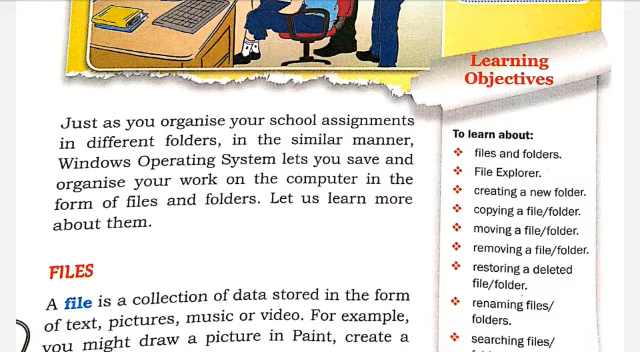 Learning
Objectives
Just as you organise your school assignments
in different folders, in the similar manner,
Windows Operating System lets you save and
organise your work on the computer in the
form of files and folders. Let us learn more
about them.
FILES
A file is a collection of data stored in the form
of text, pictures, music or video. For example,
you might draw a picture in Paint, create a
To learn about:
❖ files and folders.
❖ File Explorer.
❖ creating a new folder.
❖ copying a file/folder.
❖ moving a file/folder.
❖ removing a file/folder.
❖ restoring a deleted
file/folder.
❖ renaming files/
folders.
❖ searching files/